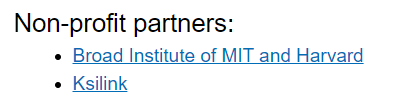 Non-profit partners:
Broad Institute of MIT and Harvard
Ksilink